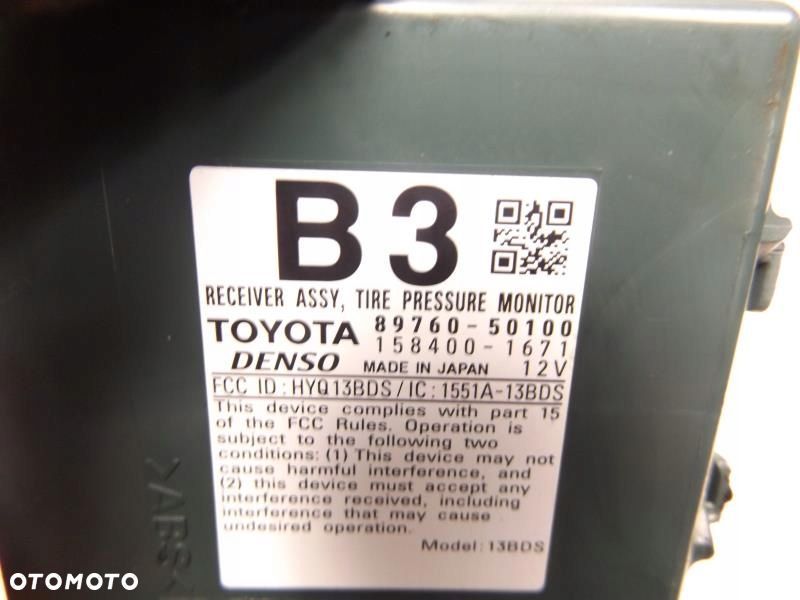 B3
RECEIVER ASSY, TIRE PRESSURE MONITOR
TOYOTA 89760-50100
158400-1671
DENSO MADE IN JAPAN 12V
FCC ID : HYQ13BDS / IC : 1551A-13BDS
This device complies with part 15
of the FCC Rules. Operation is
subject to the following two
conditions: (1) This device may not
cause harmful interference, and
(2) this device must accept any
interference received, including
interference that may cause
undesired operation.
Model: 13BDS
>ABS<
OTOMOTO